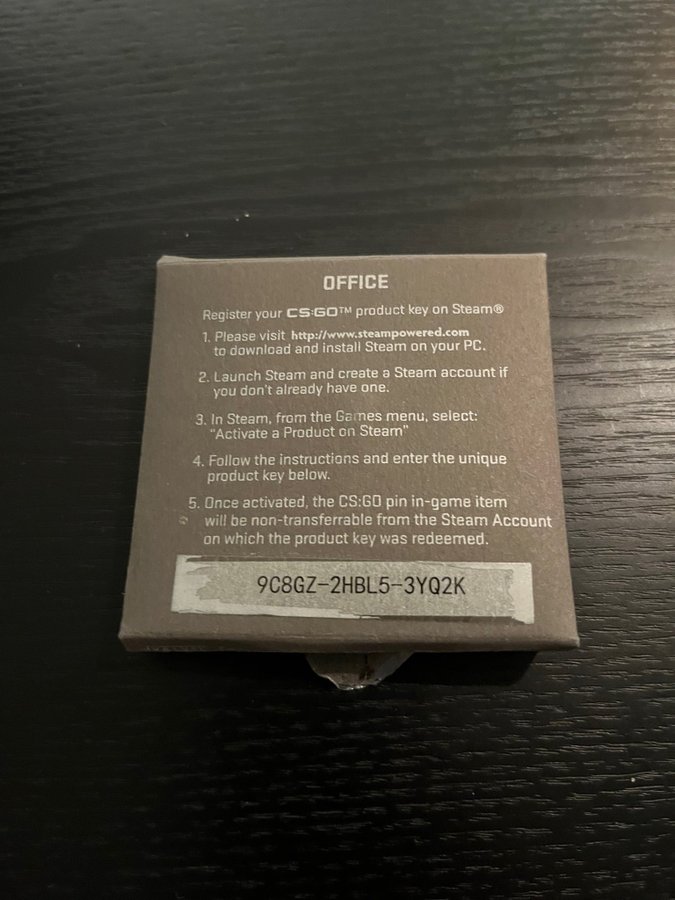 OFFICE
Register your CS:GO™ product key on Steam®
1. Please visit http://www.steampowered.com
to download and install Steam on your PC.
2. Launch Steam and create a Steam account if
you don't already have one.
3. In Steam, from the Games menu, select:
"Activate a Product on Steam"
4. Follow the instructions and enter the unique
product key below.
5. Once activated, the CS:GO pin in-game item
will be non-transferrable from the Steam Account
on which the product key was redeemed.
9C8GZ-2HBL5-3YQ2K